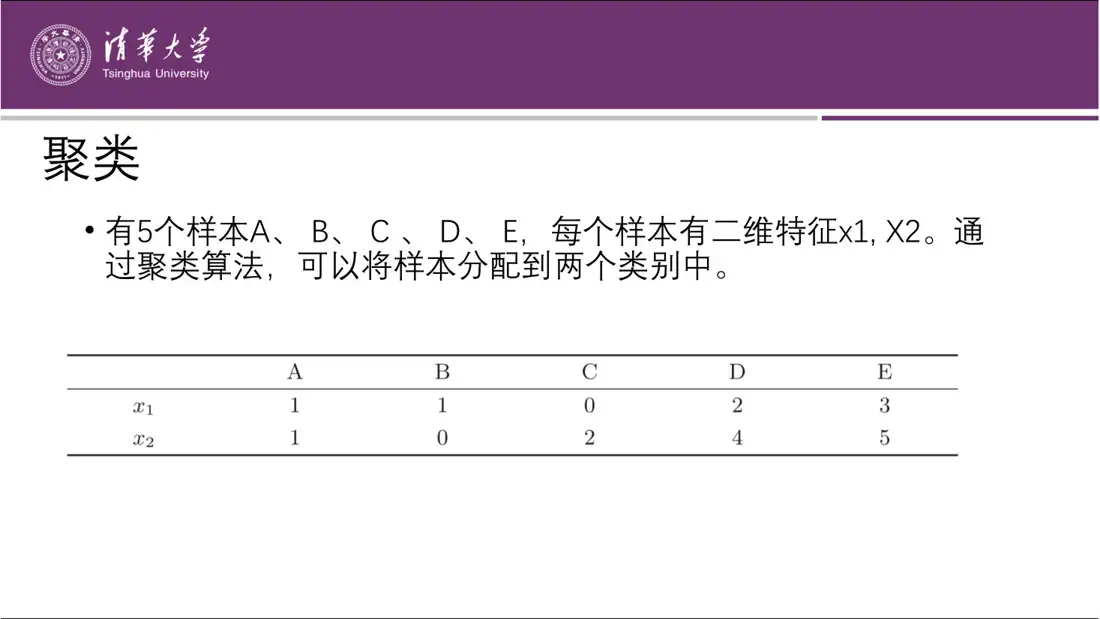 清华大学
Tsinghua University
聚类
• 有5个样本A、 B、 C 、 D、 E,每个样本有二维特征x1, X2。通
过聚类算法,可以将样本分配到两个类别中。
A B C D E
x₁ 1 1 0 2 3
x₂ 1 0 2 4 5